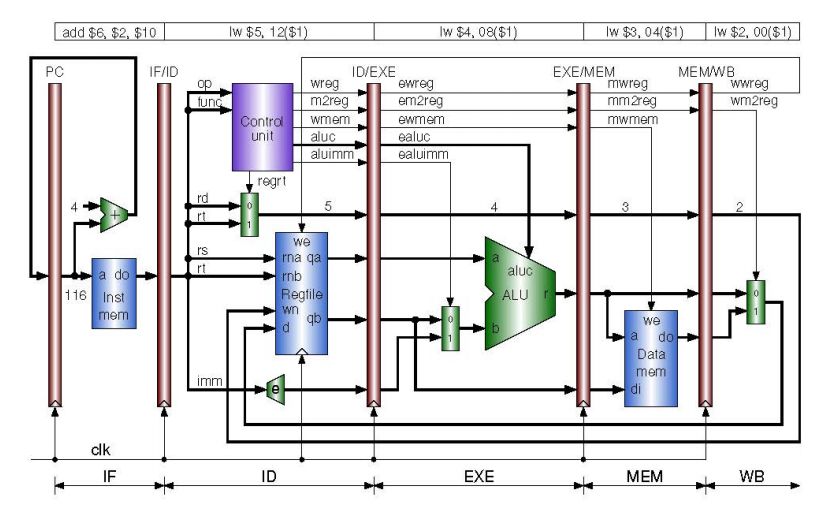 add $6, $2, $10 lw $5, 12($1) lw $4, 08($1) lw $3, 04($1) lw $2, 00($1)
PC IF/ID ID/EXE EXE/MEM MEM/WB
op wreg ewreg mwreg wwreg
func m2reg em2reg mm2reg wm2reg
Control unit wmem ewmem mwmem
aluc ealuc
aluimm ealuimm
regrt
4 + rd 0 5 4 3 2
rt 1
rs we
rt rna qa a aluc we 0
a do rnb ALU r 1
116 Inst Regfile
mem wn qb 0 b a do
d 1 Data
mem
imm e di
clk
IF ID EXE MEM WB